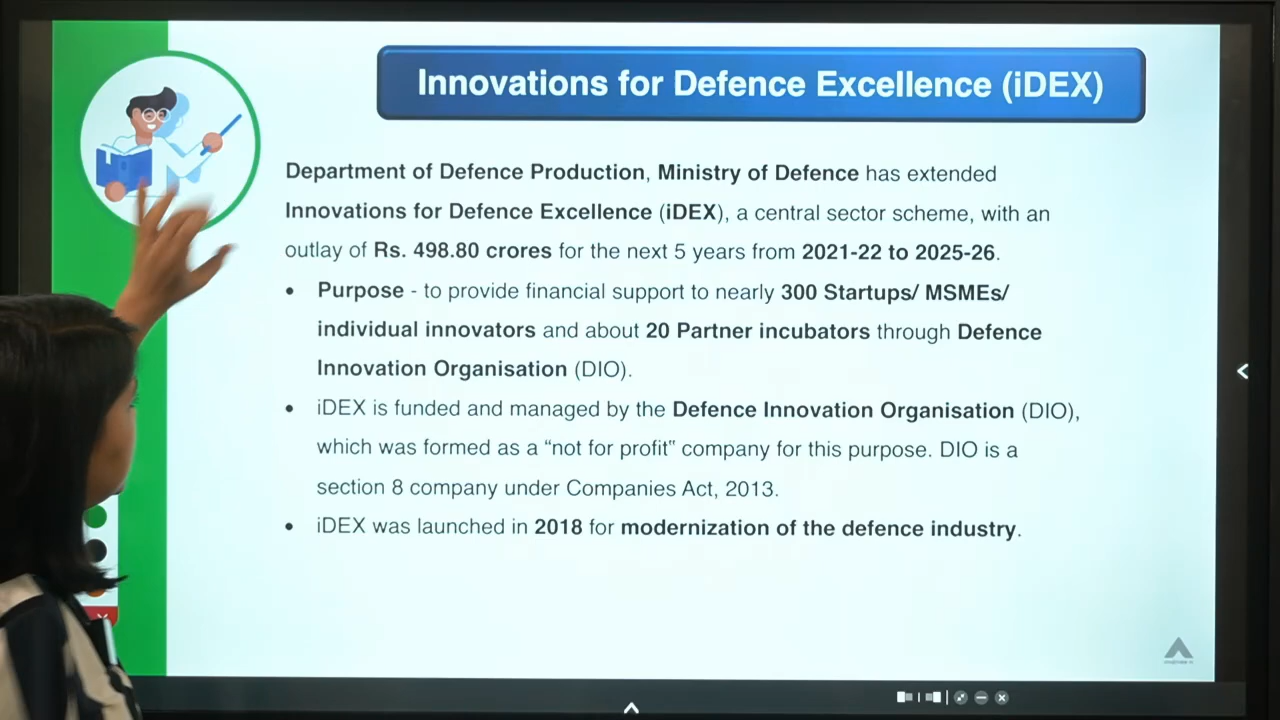 Innovations for Defence Excellence (iDEX)
Department of Defence Production, Ministry of Defence has extended
Innovations for Defence Excellence (iDEX), a central sector scheme, with an
outlay of Rs. 498.80 crores for the next 5 years from 2021-22 to 2025-26.
• Purpose - to provide financial support to nearly 300 Startups/ MSMEs/
individual innovators and about 20 Partner incubators through Defence
Innovation Organisation (DIO).
• iDEX is funded and managed by the Defence Innovation Organisation (DIO),
which was formed as a “not for profit" company for this purpose. DIO is a
section 8 company under Companies Act, 2013.
• iDEX was launched in 2018 for modernization of the defence industry.